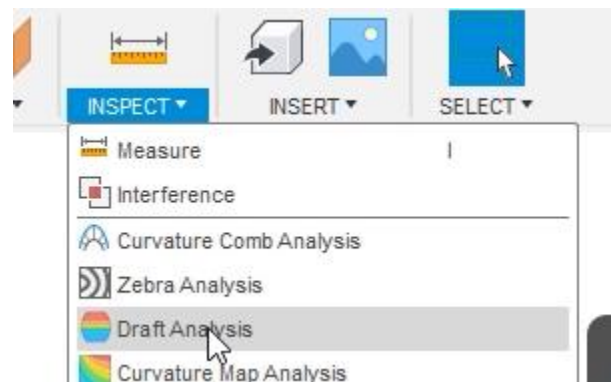 INSPECT▼ INSERT▼ SELECT▼
Measure I
Interference
Curvature Comb Analysis
Zebra Analysis
Draft Analysis
Curvature Map Analysis